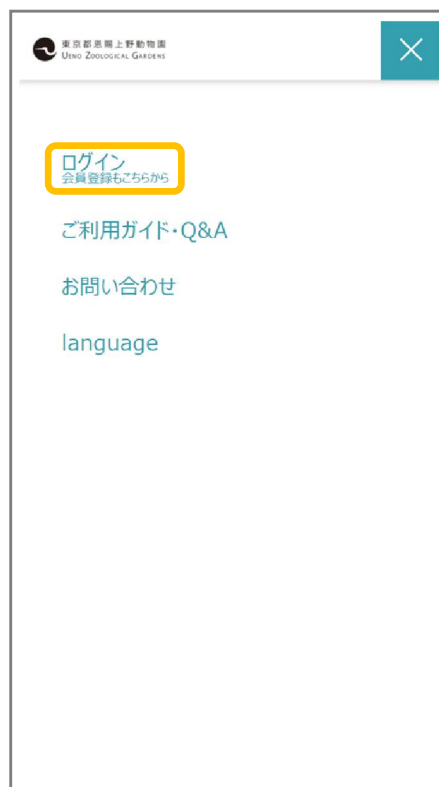 東京都恩賜上野動物園
UENO ZOOLOGICAL GARDENS
ログイン
会員登録もこちらから
ご利用ガイド・Q&A
お問い合わせ
language